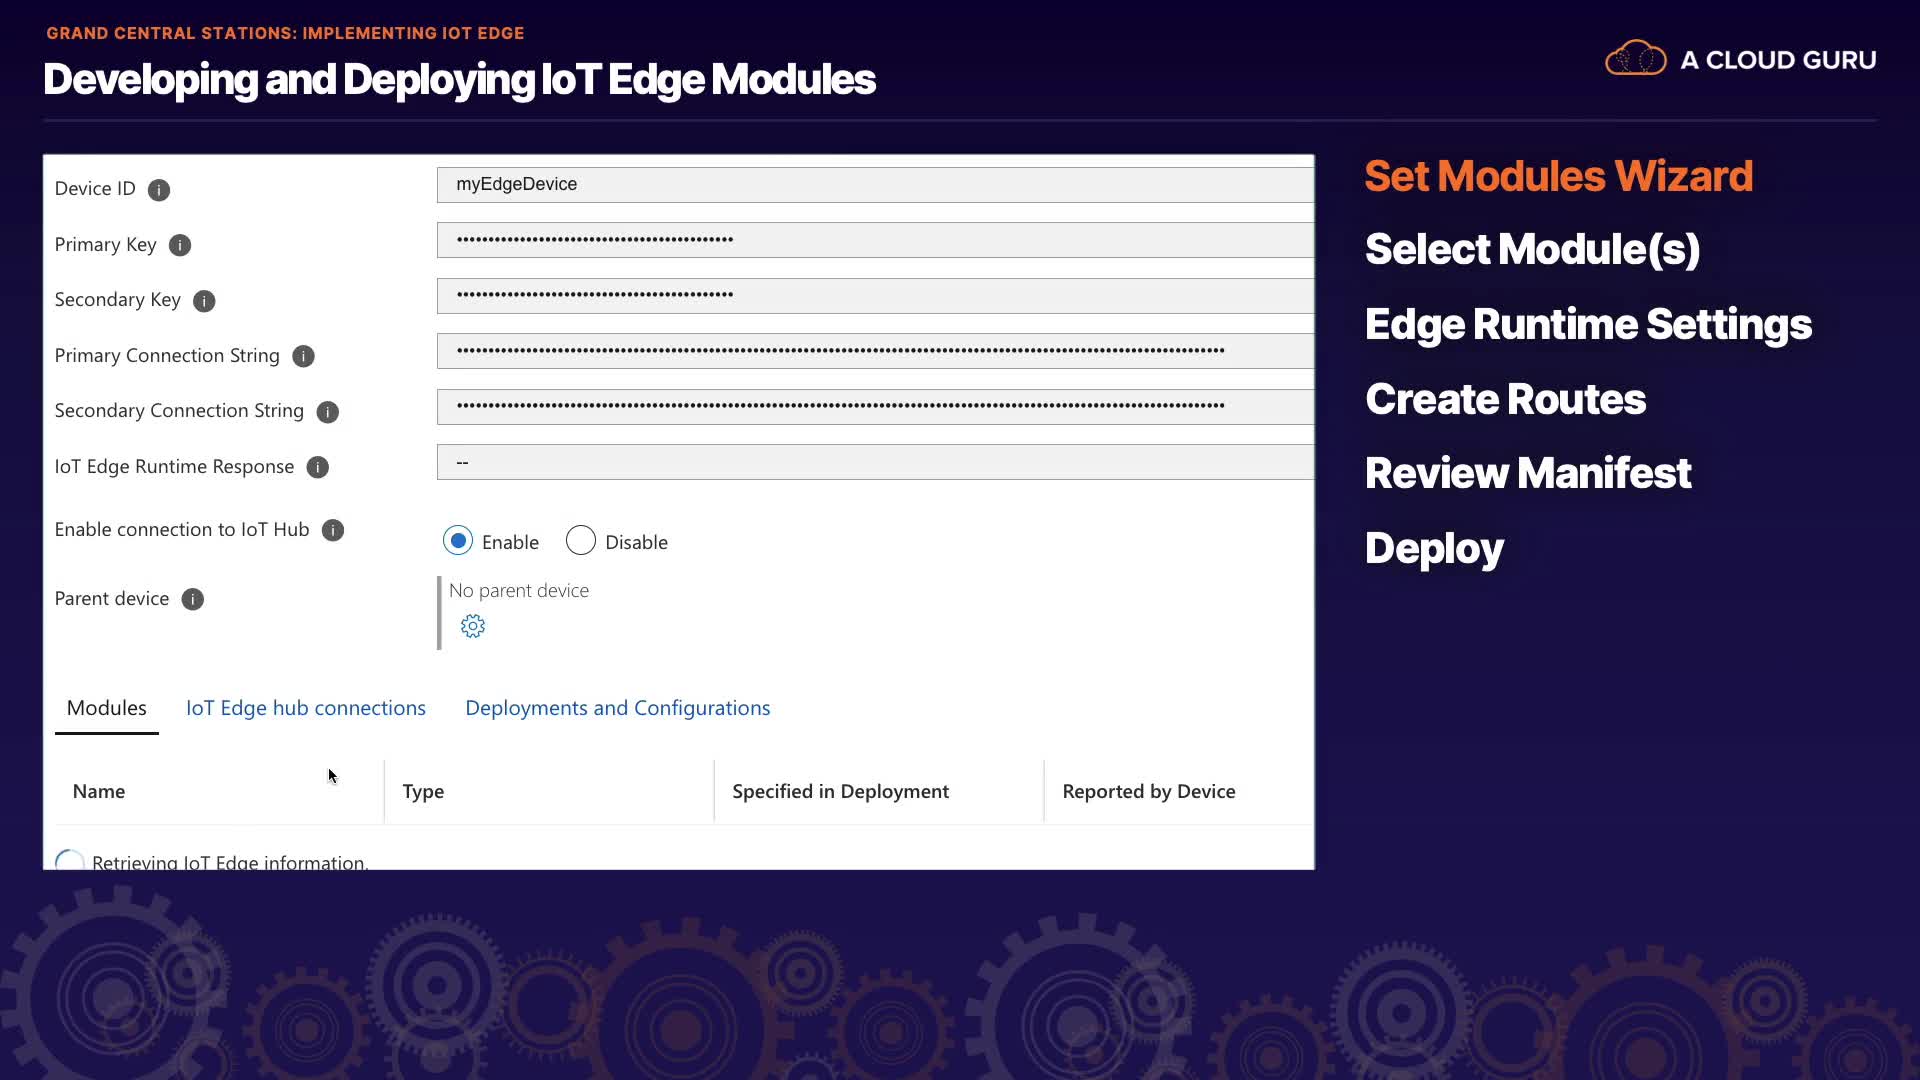 GRAND CENTRAL STATIONS: IMPLEMENTING IOT EDGE
Developing and Deploying IoT Edge Modules
A CLOUD GURU
Device ID
myEdgeDevice
Primary Key
Secondary Key
Primary Connection String
Secondary Connection String
IoT Edge Runtime Response
--
Enable connection to IoT Hub
Enable
Disable
Parent device
No parent device
Modules
IoT Edge hub connections
Deployments and Configurations
Name
Type
Specified in Deployment
Reported by Device
Retrieving IoT Edge information.
Set Modules Wizard
Select Module(s)
Edge Runtime Settings
Create Routes
Review Manifest
Deploy